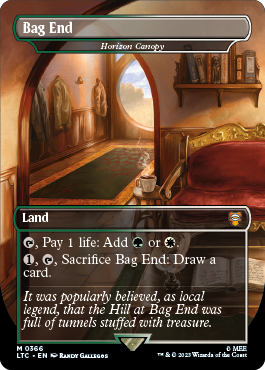 Bag End
Horizon Canopy
Land
, Pay 1 life: Add or .
1, , Sacrifice Bag End: Draw a
card.
It was popularly believed, as local
legend, that the Hill at Bag End was
full of tunnels stuffed with treasure.
M 0366
LTC • EN Randy Gallegos
© MEE
™ & © 2023 Wizards of the Coast